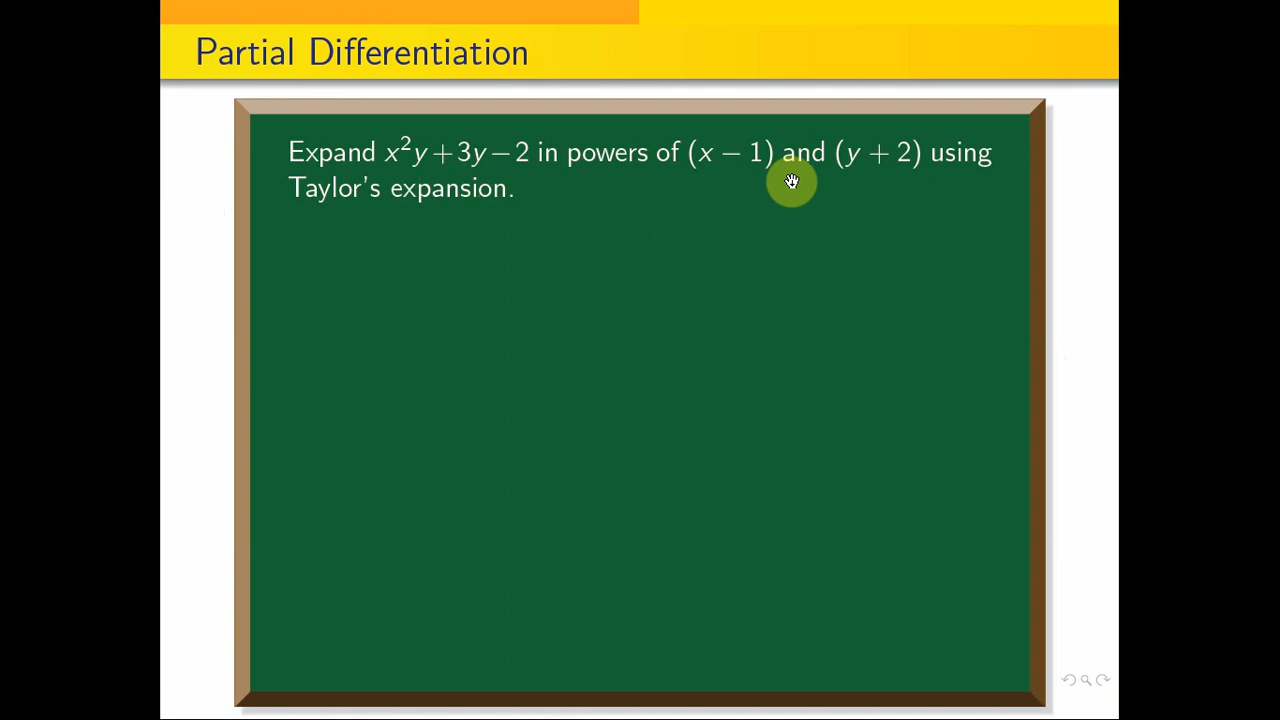 Partial Differentiation
Expand x²y + 3y − 2 in powers of (x − 1) and (y + 2) using
Taylor's expansion.